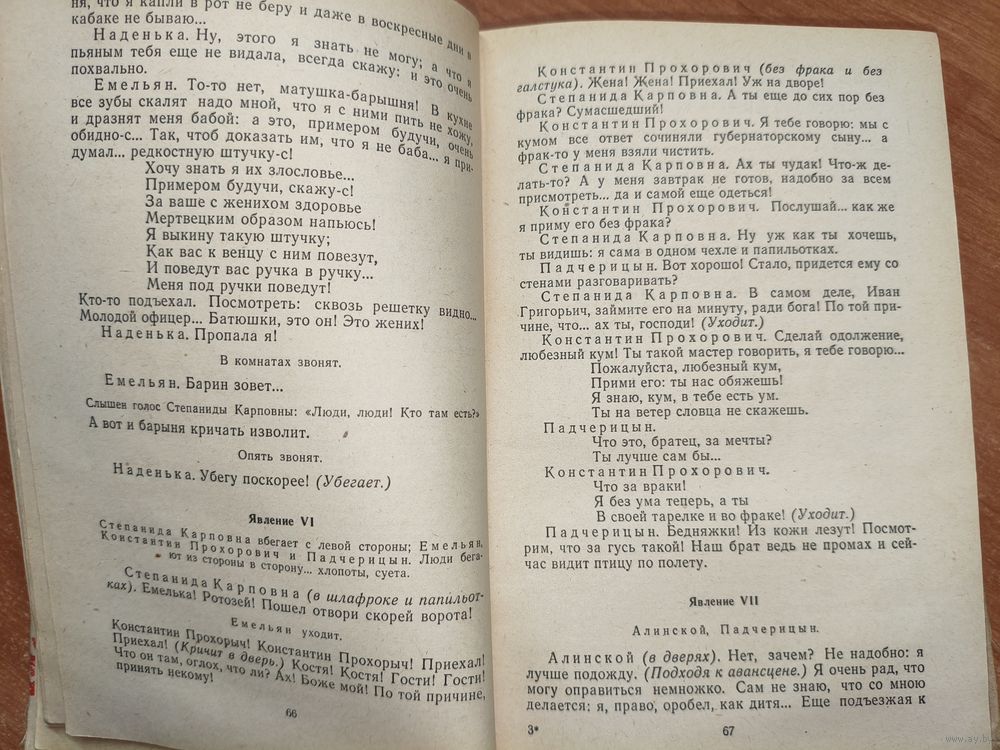 ня, что я капли в рот не беру и даже в воскресные дни в
кабаке не бываю...
Наденька. Ну, этого я знать не могу; а что я
пьяным тебя еще не видала, всегда скажу: и это очень
похвально.
Емельян. То-то нет, матушка-барышня! В кухне
все зубы скалят надо мной, что я с ними пить не хожу,
и дразнят меня бабой: а это, примером будучи, очень
обидно-с... Так, чтоб доказать им, что я не баба... я при-
думал... редкостную штучку-с!
Хочу знать я их злословье...
Примером будучи, скажу-с!
За ваше с женихом здоровье
Мертвецким образом напьюсь!
Я выкину такую штучку;
Как вас к венцу с ним повезут,
И поведут вас ручка в ручку...
Меня под ручки поведут!
Кто-то подъехал. Посмотреть: сквозь решетку видно...
Молодой офицер... Батюшки, это он! Это жених!
Наденька. Пропала я!
В комнатах звонят.
Емельян. Барин зовет...
Слышен голос Степаниды Карповны: «Люди, люди! Кто там есть?»
А вот и барыня кричать изволит.
Опять звонят.
Наденька. Убегу поскорее! (Убегает.)
Явление VI
Степанида Карповна вбегает с левой стороны; Емельян,
Константин Прохорович и Падчерицын. Люди бега-
ют из стороны в сторону... хлопоты, суета.
Степанида Карповна (в шлафроке и папильот-
ках). Емелька! Ротозей! Пошел отвори скорей ворота!
Емельян уходит.
Константин Прохорыч! Константин Прохорыч! Приехал!
Приехал! (Кричит в дверь.) Костя! Костя! Гости! Гости!
Что он там, оглох, что ли? Ах! Боже мой! По той причине,
принять некому!
66
Константин Прохорович (без фрака и без
галстука). Жена! Жена! Приехал! Уж на дворе!
Степанида Карповна. А ты еще до сих пор без
фрака? Сумасшедший!
Константин Прохорович. Я тебе говорю: мы с
кумом все ответ сочиняли губернаторскому сыну... а
фрак-то у меня взяли чистить.
Степанида Карповна. Ах ты чудак! Что-ж де-
лать-то? А у меня завтрак не готов, надобно за всем
присмотреть... да и самой еще одеться!
Константин Прохорович. Послушай... как же
я приму его без фрака?
Степанида Карповна. Ну уж как ты хочешь,
ты видишь: я сама в одном чехле и папильотках.
Падчерицын. Вот хорошо! Стало, придется ему со
стенами разговаривать?
Степанида Карповна. В самом деле, Иван
Григорьич, займите его на минуту, ради бога! По той при-
чине, что... ах ты, господи! (Уходит.)
Константин Прохорович. Сделай одолжение,
любезный кум! Ты такой мастер говорить, я тебе говорю...
Пожалуйста, любезный кум,
Прими его: ты нас обяжешь!
Я знаю, кум, в тебе есть ум.
Ты на ветер словца не скажешь.
Падчерицын.
Что это, братец, за мечты?
Ты лучше сам бы...
Константин Прохорович.
Что за враки!
Я без ума теперь, а ты
В своей тарелке и во фраке! (Уходит.)
Падчерицын. Бедняжки! Из кожи лезут! Посмот-
рим, что за гусь такой! Наш брат ведь не промах и сей-
час видит птицу по полету.
Явление VII
Алинской, Падчерицын.
Алинской (в дверях). Нет, зачем? Не надобно: я
лучше подожду. (Подходя к авансцене.) Я очень рад, что
могу оправиться немножко. Сам не знаю, что со мною
делается; я, право, оробел, как дитя... Еще подъезжая к
3*
67
www.ay.by